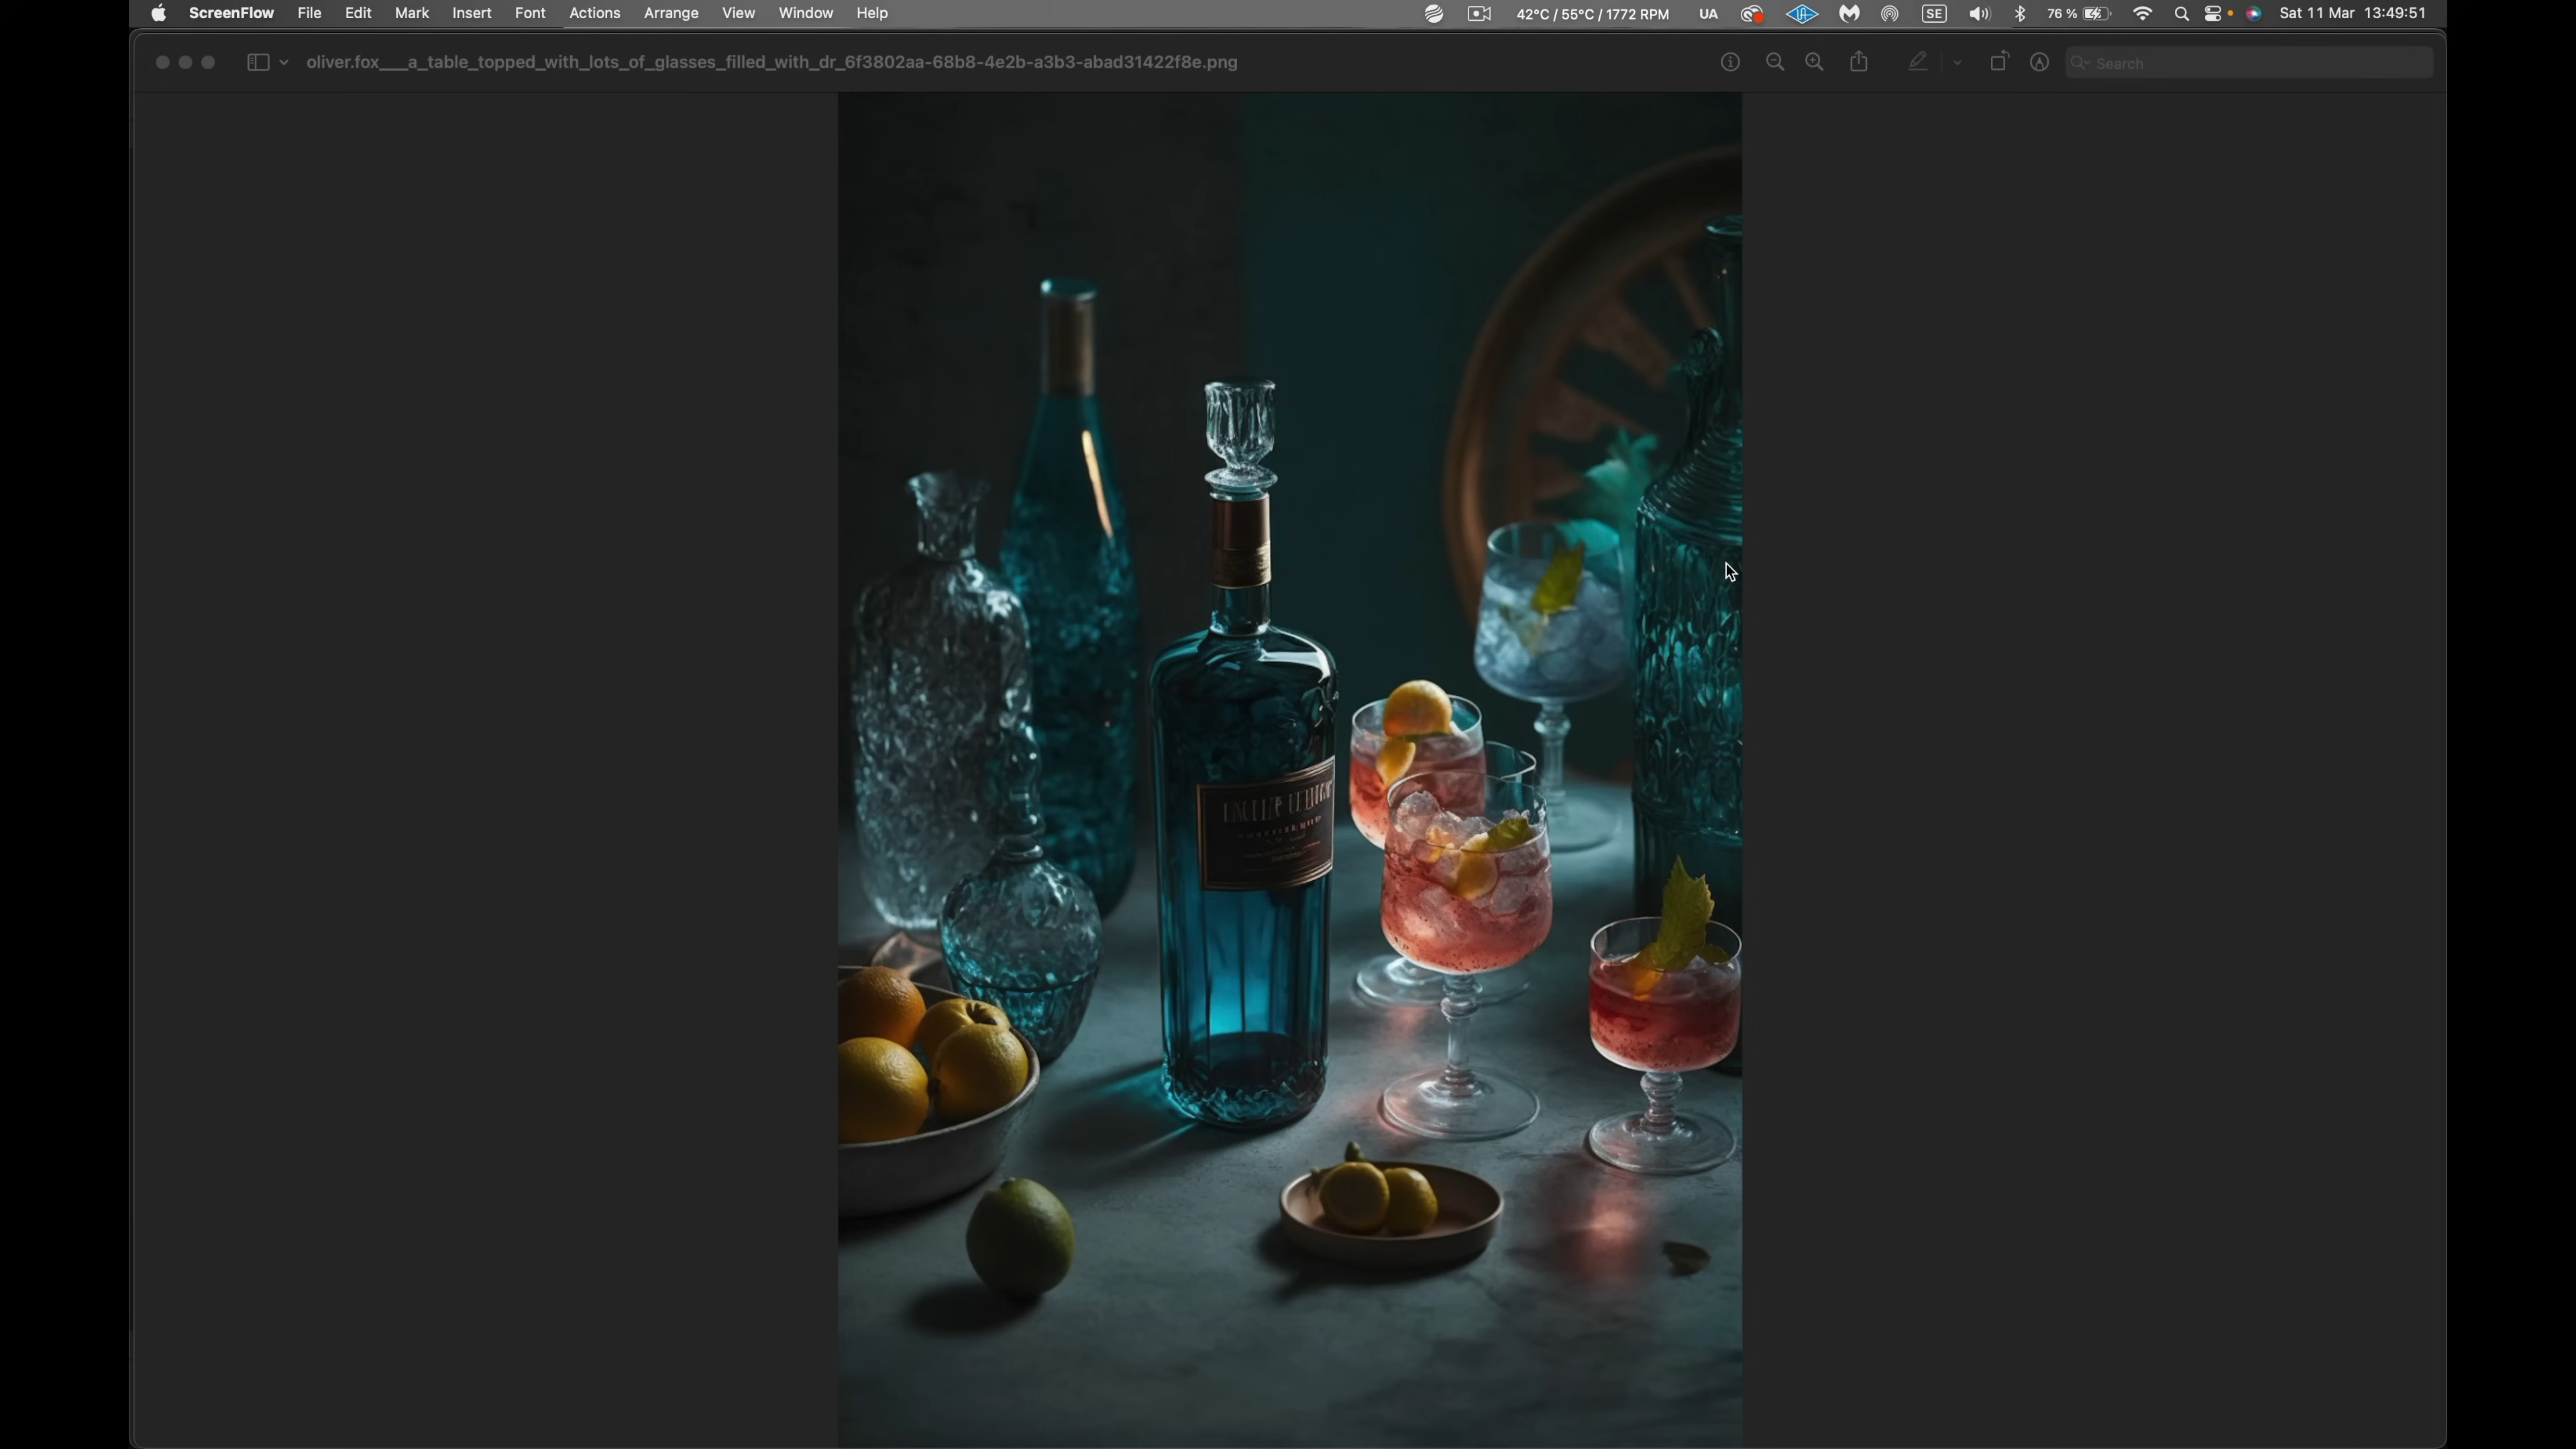 ScreenFlow File Edit Mark Insert Font Actions Arrange View Window Help 42°C / 55°C / 1772 RPM UA SE 76 % Sat 11 Mar 13:49:51
oliver.fox___a_table_topped_with_lots_of_glasses_filled_with_dr_6f3802aa-68b8-4e2b-a3b3-abad31422f8e.png Search